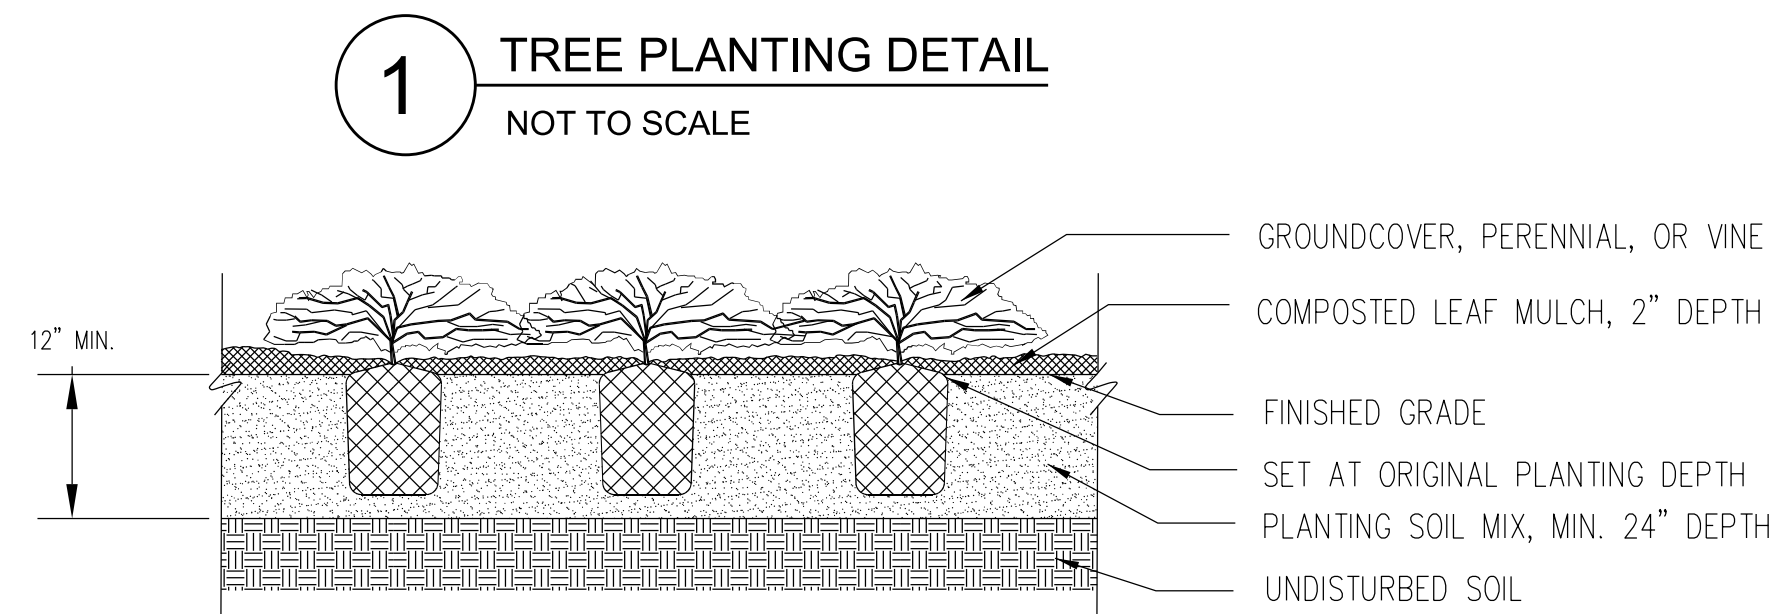 1
TREE PLANTING DETAIL
NOT TO SCALE
GROUNDCOVER, PERENNIAL, OR VINE
COMPOSTED LEAF MULCH, 2” DEPTH
12” MIN.
FINISHED GRADE
SET AT ORIGINAL PLANTING DEPTH
PLANTING SOIL MIX, MIN. 24” DEPTH
UNDISTURBED SOIL